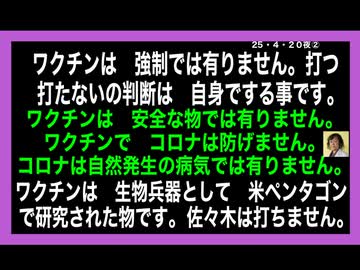 25・4・20夜②
ワクチンは　強制では有りません。打つ
打たないの判断は　自身でする事です。
ワクチンは　安全な物では有りません。
ワクチンで　コロナは防げません。
コロナは自然発生の病気では有りません。
ワクチンは　生物兵器として　米ペンタゴン
で研究された物です。佐々木は打ちません。